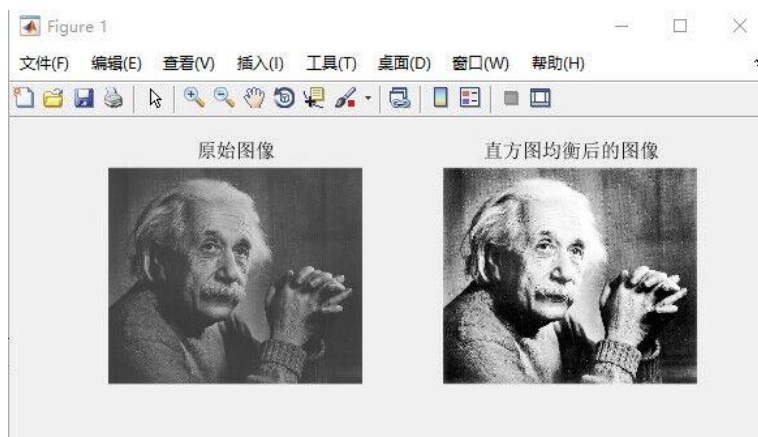 Figure 1
文件(F) 编辑(E) 查看(V) 插入(I) 工具(T) 桌面(D) 窗口(W) 帮助(H)
原始图像 直方图均衡后的图像